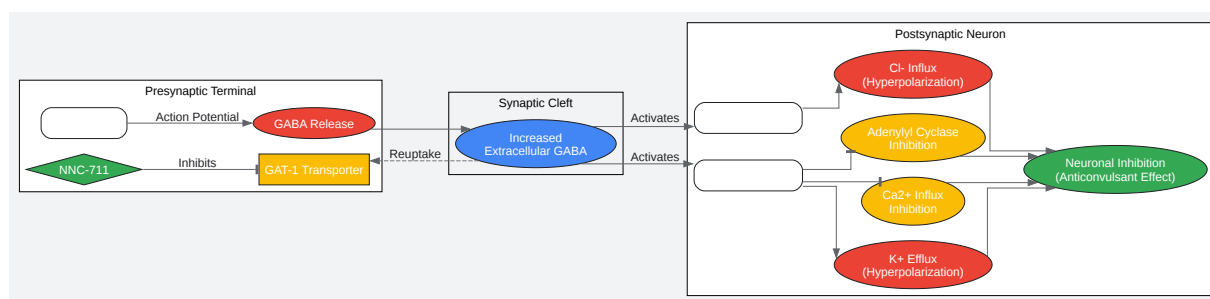 Presynaptic Terminal
Action Potential
GABA Release
NNC-711
Inhibits
GAT-1 Transporter
Reuptake
Synaptic Cleft
Increased
Extracellular GABA
Activates
Activates
Postsynaptic Neuron
Cl- Influx
(Hyperpolarization)
Adenylyl Cyclase
Inhibition
Ca2+ Influx
Inhibition
K+ Efflux
(Hyperpolarization)
Neuronal Inhibition
(Anticonvulsant Effect)